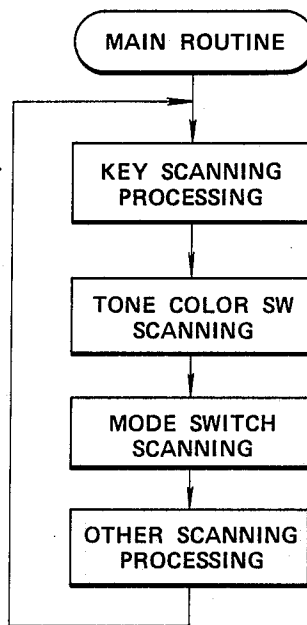 MAIN ROUTINE
KEY SCANNING
PROCESSING
TONE COLOR SW
SCANNING
MODE SWITCH
SCANNING
OTHER SCANNING
PROCESSING